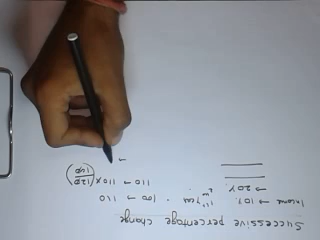 Successive percentage change
Income → 10% 1st year • 100 → 110
→ 20% 110 → 110 × (120/100)